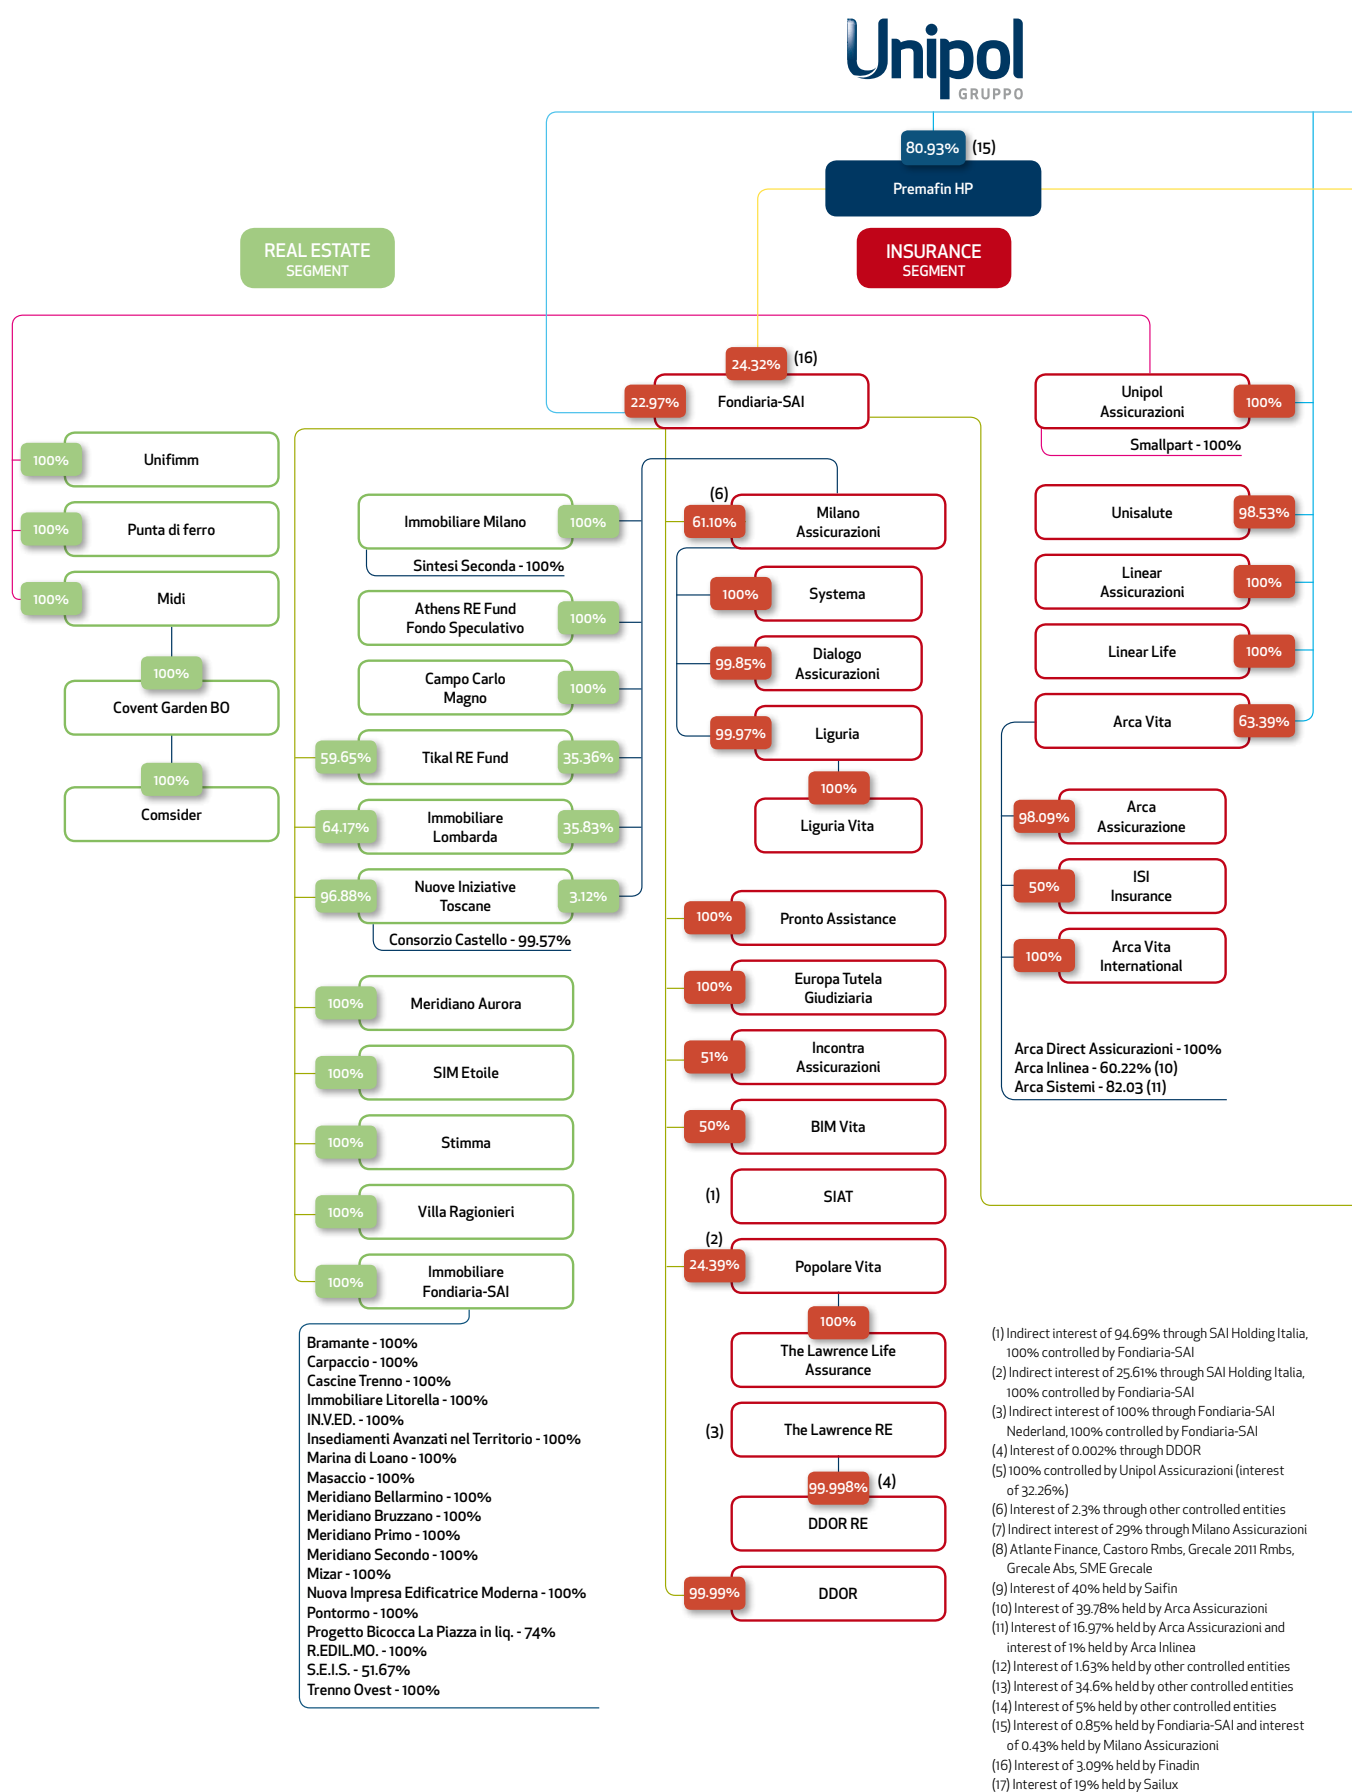 Unipol
GRUPPO
80.93%
(15)
Premafin HP
REAL ESTATE
SEGMENT
INSURANCE
SEGMENT
24.32%
(16)
22.97%
Fondiaria-SAI
Unipol
Assicurazioni
100%
Smallpart - 100%
100%
Unifimm
100%
Punta di ferro
100%
Midi
100%
Covent Garden BO
100%
Comsider
Immobiliare Milano
100%
Sintesi Seconda - 100%
Athens RE Fund
Fondo Speculativo
100%
Campo Carlo
Magno
100%
59.65%
Tikal RE Fund
35.36%
64.17%
Immobiliare
Lombarda
35.83%
96.88%
Nuove Iniziative
Toscane
3.12%
Consorzio Castello - 99.57%
100%
Meridiano Aurora
100%
SIM Etoile
100%
Stimma
100%
Villa Ragionieri
100%
Immobiliare
Fondiaria-SAI
Bramante - 100%
Carpaccio - 100%
Cascine Trenno - 100%
Immobiliare Litorella - 100%
IN.V.ED. - 100%
Insediamenti Avanzati nel Territorio - 100%
Marina di Loano - 100%
Masaccio - 100%
Meridiano Bellarmino - 100%
Meridiano Bruzzano - 100%
Meridiano Primo - 100%
Meridiano Secondo - 100%
Mizar - 100%
Nuova Impresa Edificatrice Moderna - 100%
Pontormo - 100%
Progetto Bicocca La Piazza in liq. - 74%
R.EDIL.MO. - 100%
S.E.I.S. - 51.67%
Trenno Ovest - 100%
(6)
61.10%
Milano
Assicurazioni
100%
Systema
99.85%
Dialogo
Assicurazioni
99.97%
Liguria
100%
Liguria Vita
100%
Pronto Assistance
100%
Europa Tutela
Giudiziaria
51%
Incontra
Assicurazioni
50%
BIM Vita
(1)
SIAT
(2)
24.39%
Popolare Vita
100%
The Lawrence Life
Assurance
(3)
The Lawrence RE
99.998%
(4)
DDOR RE
99.99%
DDOR
Unisalute
98.53%
Linear
Assicurazioni
100%
Linear Life
100%
Arca Vita
63.39%
98.09%
Arca
Assicurazione
50%
ISI
Insurance
100%
Arca Vita
International
Arca Direct Assicurazioni - 100%
Arca Inlinea - 60.22% (10)
Arca Sistemi - 82.03 (11)
(1) Indirect interest of 94.69% through SAI Holding Italia,
100% controlled by Fondiaria-SAI
(2) Indirect interest of 25.61% through SAI Holding Italia,
100% controlled by Fondiaria-SAI
(3) Indirect interest of 100% through Fondiaria-SAI
Nederland, 100% controlled by Fondiaria-SAI
(4) Interest of 0.002% through DDOR
(5) 100% controlled by Unipol Assicurazioni (interest
of 32.26%)
(6) Interest of 2.3% through other controlled entities
(7) Indirect interest of 29% through Milano Assicurazioni
(8) Atlante Finance, Castoro Rmbs, Grecale 2011 Rmbs,
Grecale Abs, SME Grecale
(9) Interest of 40% held by Saifin
(10) Interest of 39.78% held by Arca Assicurazioni
(11) Interest of 16.97% held by Arca Assicurazioni and
interest of 1% held by Arca Inlinea
(12) Interest of 1.63% held by other controlled entities
(13) Interest of 34.6% held by other controlled entities
(14) Interest of 5% held by other controlled entities
(15) Interest of 0.85% held by Fondiaria-SAI and interest
of 0.43% held by Milano Assicurazioni
(16) Interest of 3.09% held by Finadin
(17) Interest of 19% held by Sailux